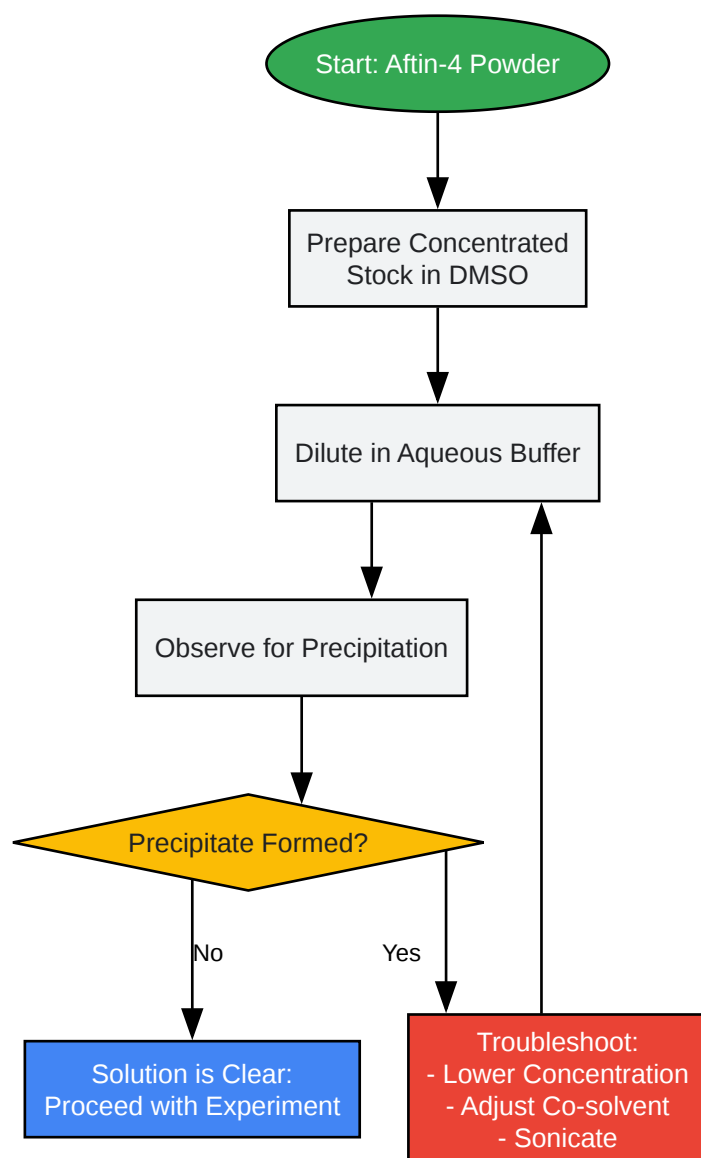 Start: Aftin-4 Powder
Prepare Concentrated
Stock in DMSO
Dilute in Aqueous Buffer
Observe for Precipitation
Precipitate Formed?
No
Yes
Solution is Clear:
Proceed with Experiment
Troubleshoot:
- Lower Concentration
- Adjust Co-solvent
- Sonicate